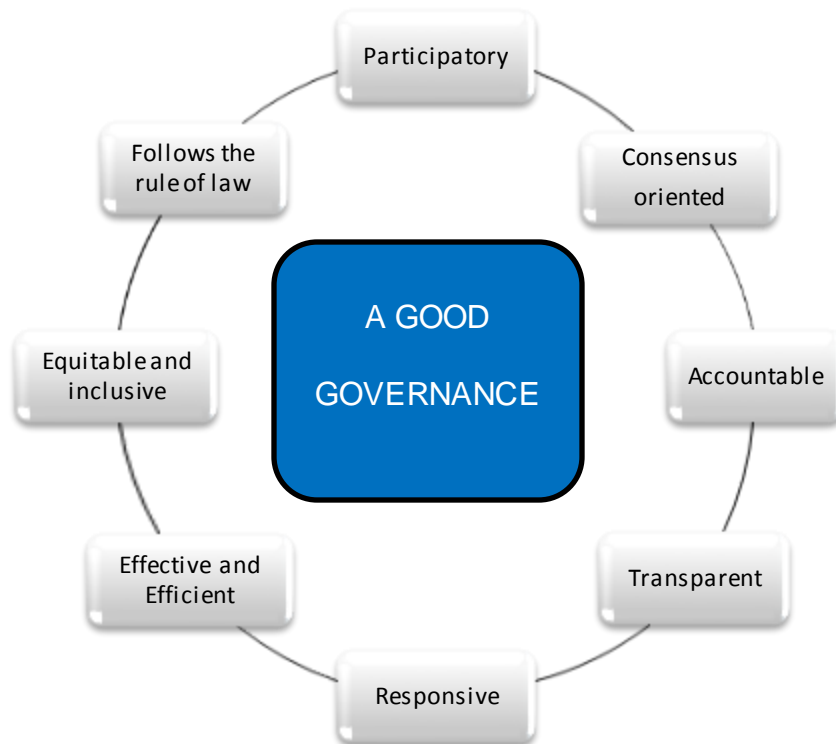 Participatory
Consensus
oriented
Accountable
Transparent
Responsive
Effective and
Efficient
Equitable and
inclusive
Follows the
rule of law
A GOOD
GOVERNANCE